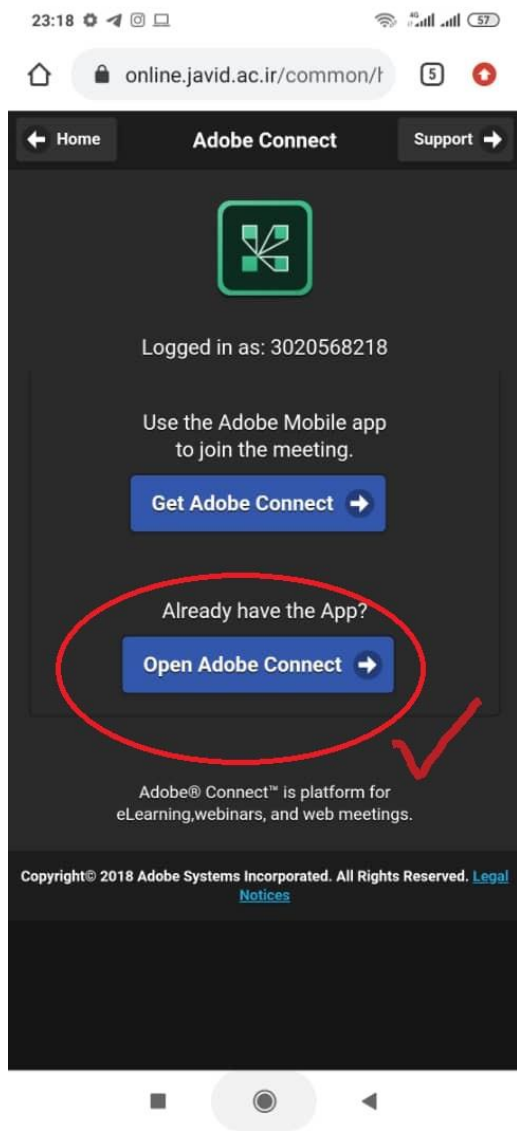 23:18
4G
57
online.javid.ac.ir/common/h
5
Home
Adobe Connect
Support
Logged in as: 3020568218
Use the Adobe Mobile app
to join the meeting.
Get Adobe Connect
Already have the App?
Open Adobe Connect
Adobe® Connect™ is platform for
eLearning,webinars, and web meetings.
Copyright© 2018 Adobe Systems Incorporated. All Rights Reserved. Legal
Notices